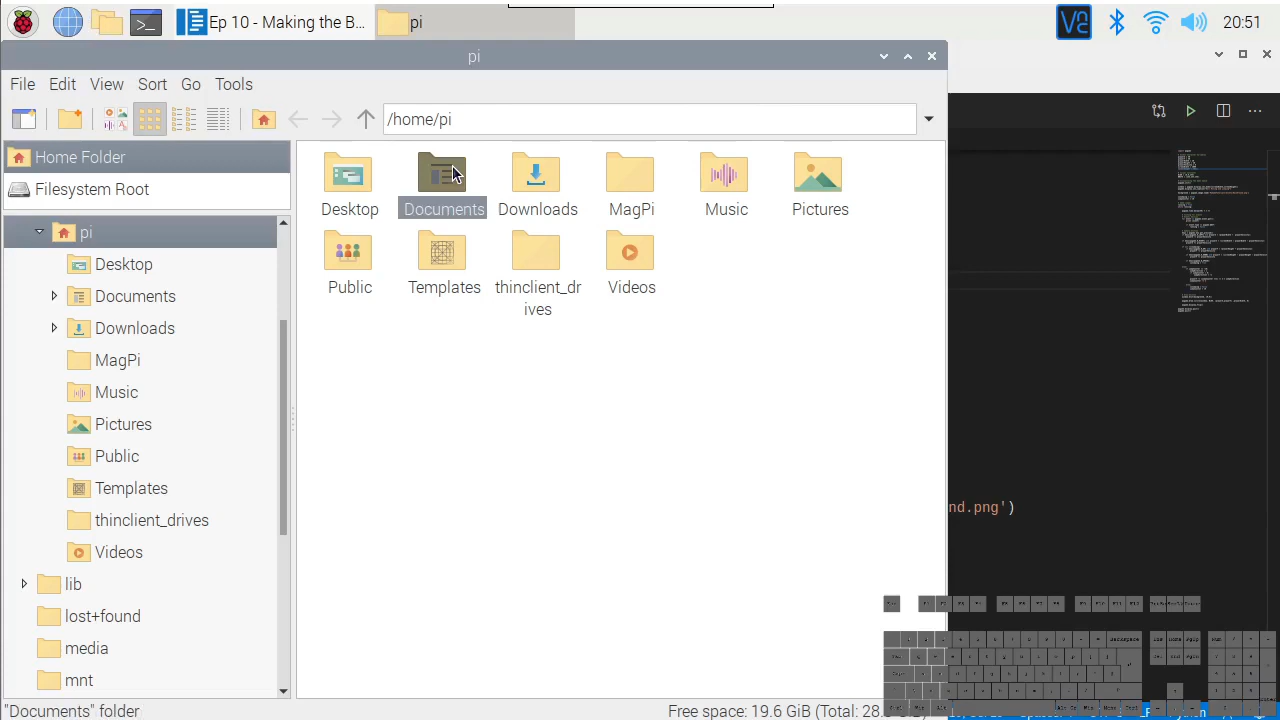 Ep 10 - Making the B...
pi
20:51
pi
File Edit View Sort Go Tools
/home/pi
Home Folder
Filesystem Root
pi
Desktop
Documents
Downloads
MagPi
Music
Pictures
Public
Templates
thinclient_drives
Videos
lib
lost+found
media
mnt
Desktop Documents Downloads MagPi Music Pictures
Public Templates thinclient_dr
ives Videos
nd.png')
"Documents" folder
Free space: 19.6 GiB (Total: 28.